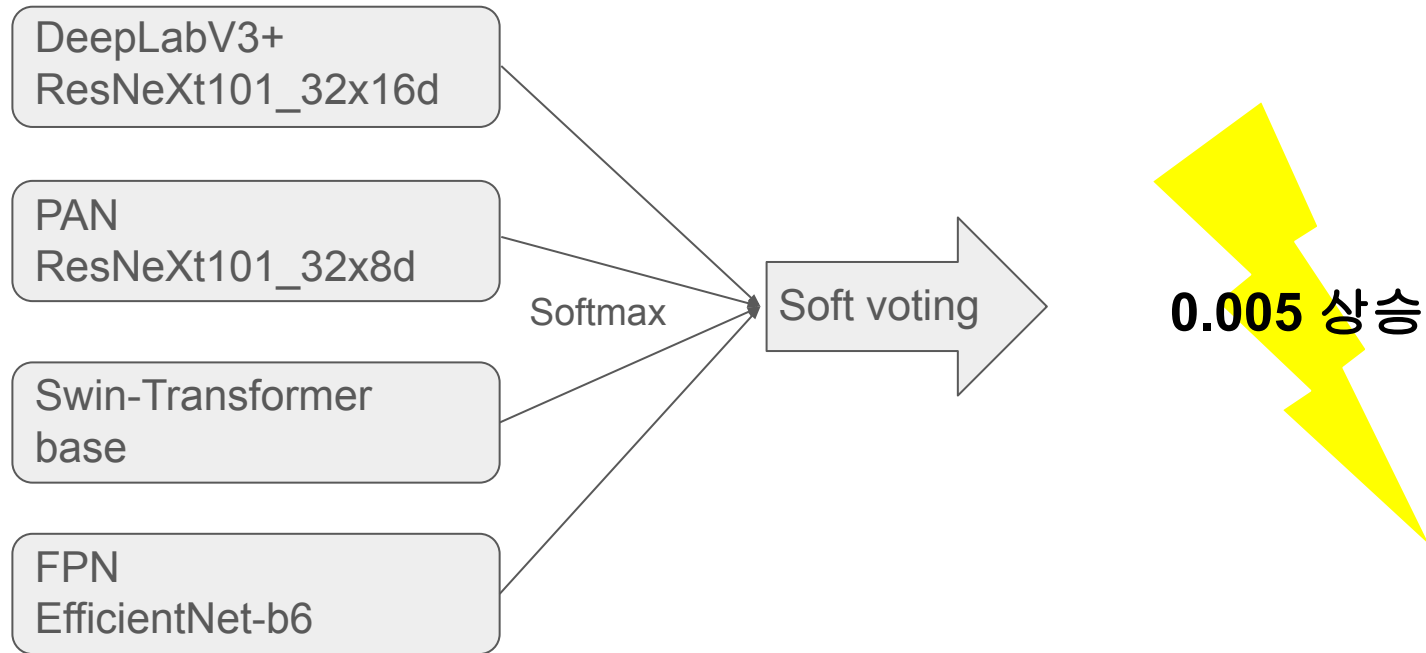 DeepLabV3+
ResNeXt101_32x16d
PAN
ResNeXt101_32x8d
Softmax
Soft voting
0.005 상승
Swin-Transformer
base
FPN
EfficientNet-b6